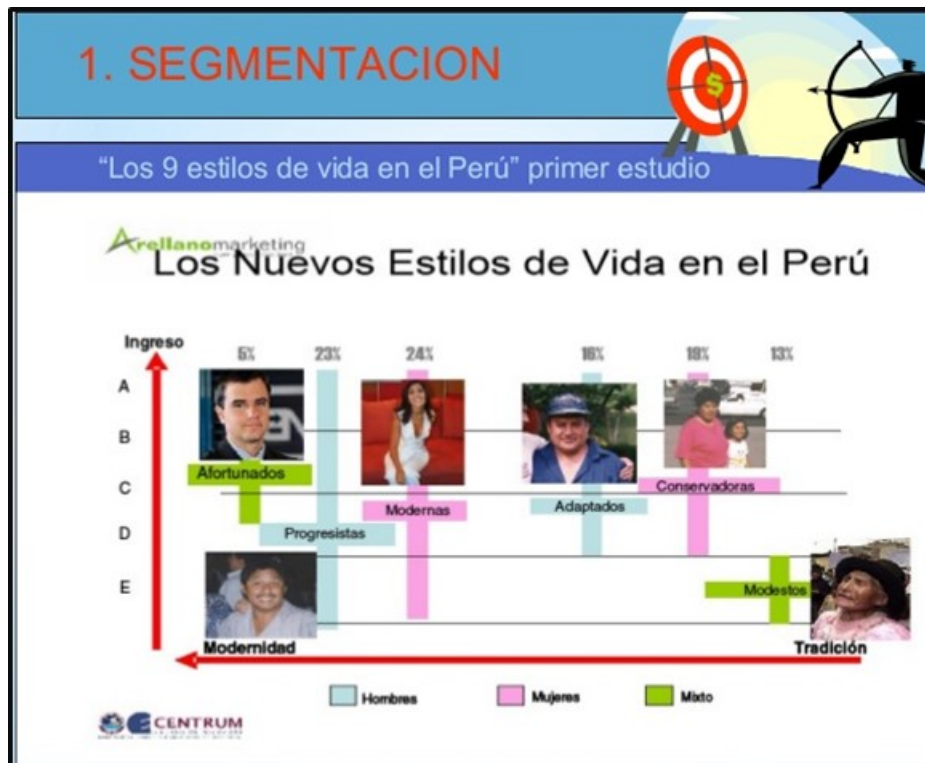 1. SEGMENTACION
$
“Los 9 estilos de vida en el Perú” primer estudio
Arellanomarketing
Los Nuevos Estilos de Vida en el Perú
Ingreso
5% 23% 24% 16% 18% 13%
A
B
C
D
E
Afortunados
Progresistas
Modernas
Adaptados
Conservadoras
Modestos
Modernidad
Tradición
Hombres
Mujeres
Mixto
CENTRUM